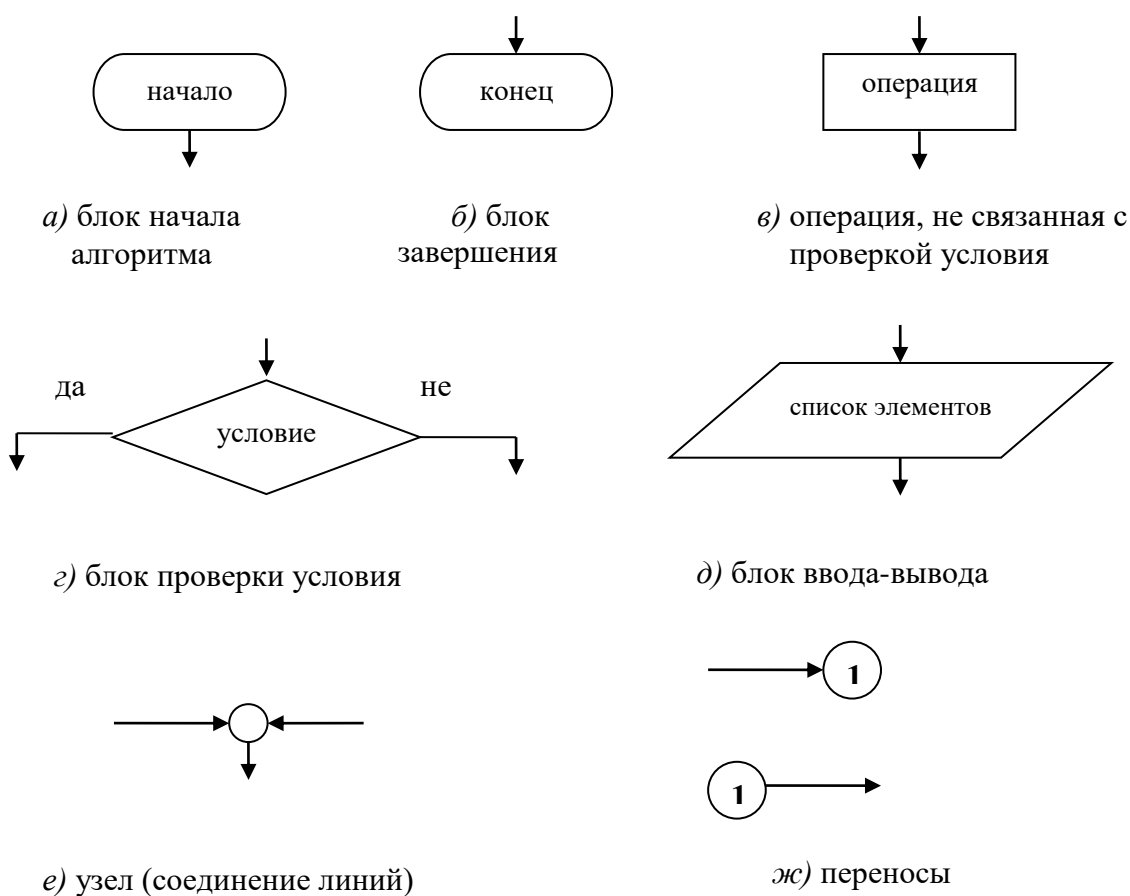 начало
конец
операция
а) блок начала
алгоритма
б) блок
завершения
в) операция, не связанная с
проверкой условия
да
не
условие
список элементов
г) блок проверки условия
д) блок ввода-вывода
1
1
е) узел (соединение линий)
ж) переносы